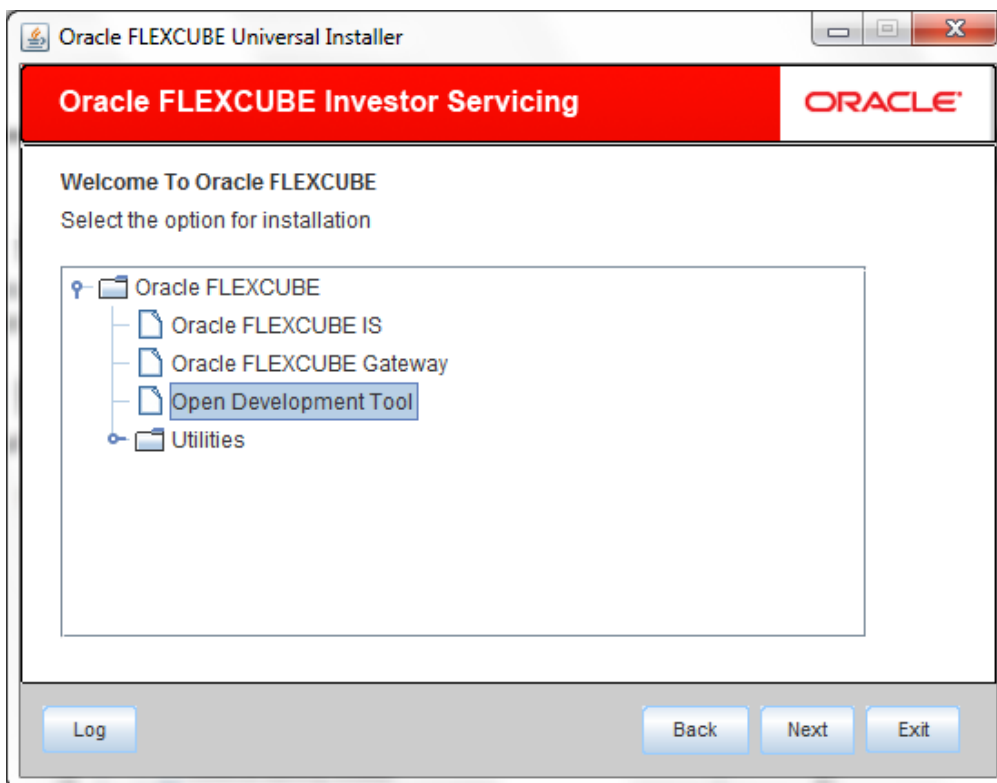 Oracle FLEXCUBE Universal Installer
Oracle FLEXCUBE Investor Servicing
ORACLE
Welcome To Oracle FLEXCUBE
Select the option for installation
Oracle FLEXCUBE
Oracle FLEXCUBE IS
Oracle FLEXCUBE Gateway
Open Development Tool
Utilities
Log Back Next Exit